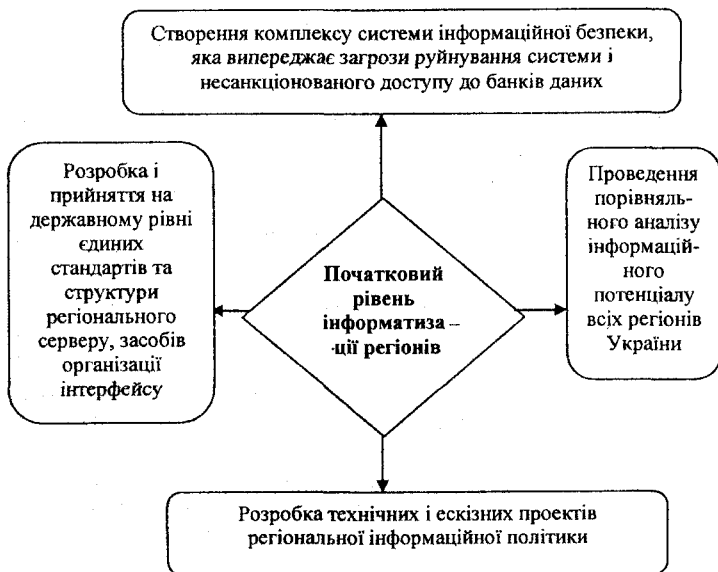 Створення комплексу системи інформаційної безпеки,
яка випереджає загрози руйнування системи і
несанкціонованого доступу до банків даних
Розробка і
прийняття на
державному рівні
єдиних
стандартів та
структури
регіонального
серверу, засобів
організації
інтерфейсу
Початковий
рівень
інформатиза –
ції регіонів
Проведення
порівняль-
ного аналізу
інформацій-
ного
потенціалу
всіх регіонів
України
Розробка технічних і ескізних проектів
регіональної інформаційної політики